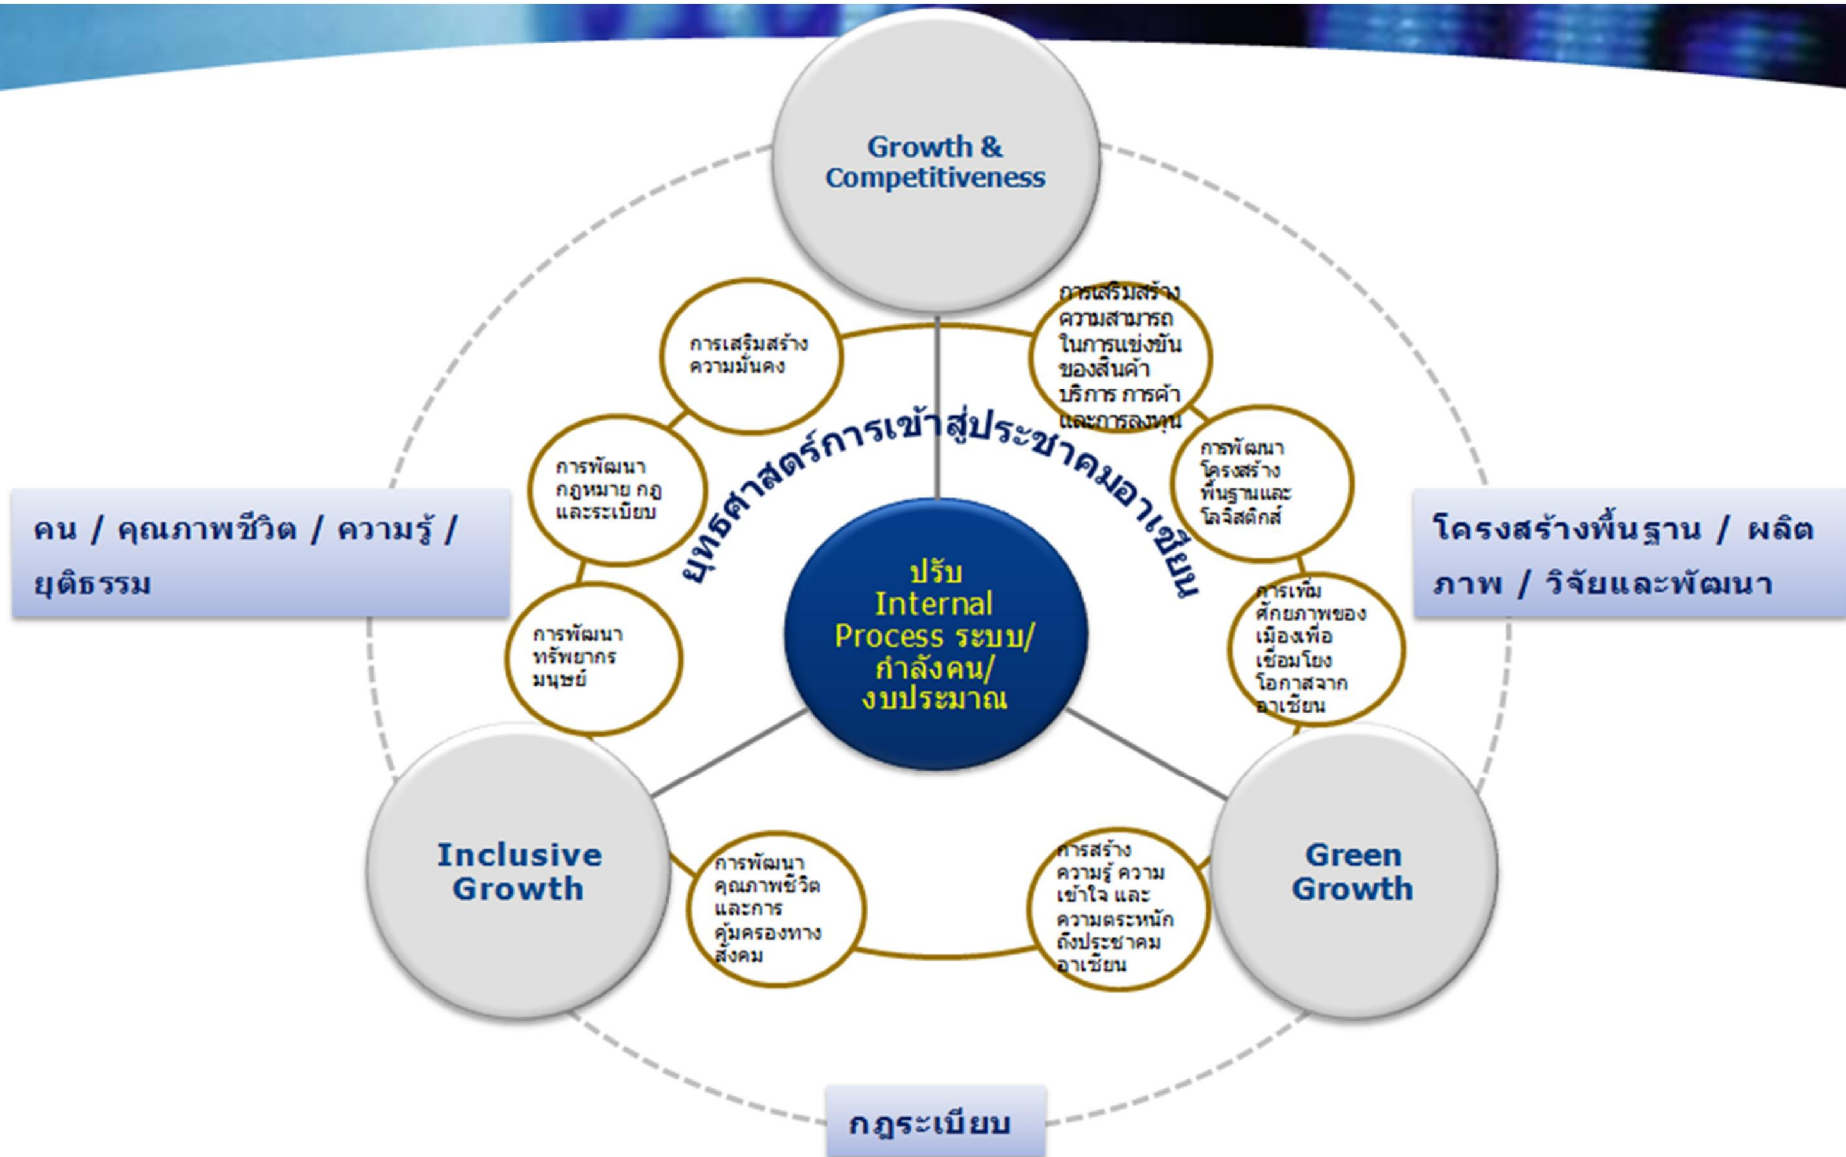 Growth &
Competitiveness
การเสริมสร้าง
ความมั่นคง
การเสริมสร้าง
ความสามารถ
ในการแข่งขัน
ของสินค้า
บริการ การค้า
และการลงทุน
ยุทธศาสตร์การเข้าสู่ประชาคมอาเซียน
การพัฒนา
กฎหมาย กฎ
และระเบียบ
การพัฒนา
โครงสร้าง
พื้นฐานและ
โลจิสติกส์
คน / คุณภาพชีวิต / ความรู้ /
ยุติธรรม
โครงสร้างพื้นฐาน / ผลิต
ภาพ / วิจัยและพัฒนา
ปรับ
Internal
Process ระบบ/
กำลังคน/
งบประมาณ
การพัฒนา
ทรัพยากร
มนุษย์
การเพิ่ม
ศักยภาพของ
เมืองเพื่อ
เชื่อมโยง
โอกาสจาก
อาเซียน
Inclusive
Growth
Green
Growth
การพัฒนา
คุณภาพชีวิต
และการ
คุ้มครองทาง
สังคม
การสร้าง
ความรู้ ความ
เข้าใจ และ
ความตระหนัก
ถึงประชาคม
อาเซียน
กฎระเบียบ